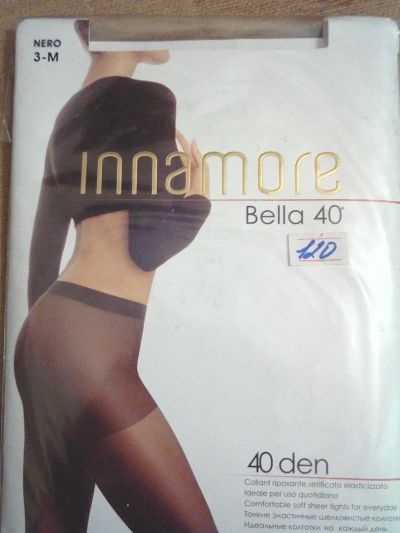 NERO
3-M
innamore
Bella 40
120
40 den
Collant riposante setificato elasticizzato
Ideale per uso quotidiano
Comfortable soft sheer tights for everyday
Тонкие эластичные шелковистые колготки
Идеальные колготки на каждый день